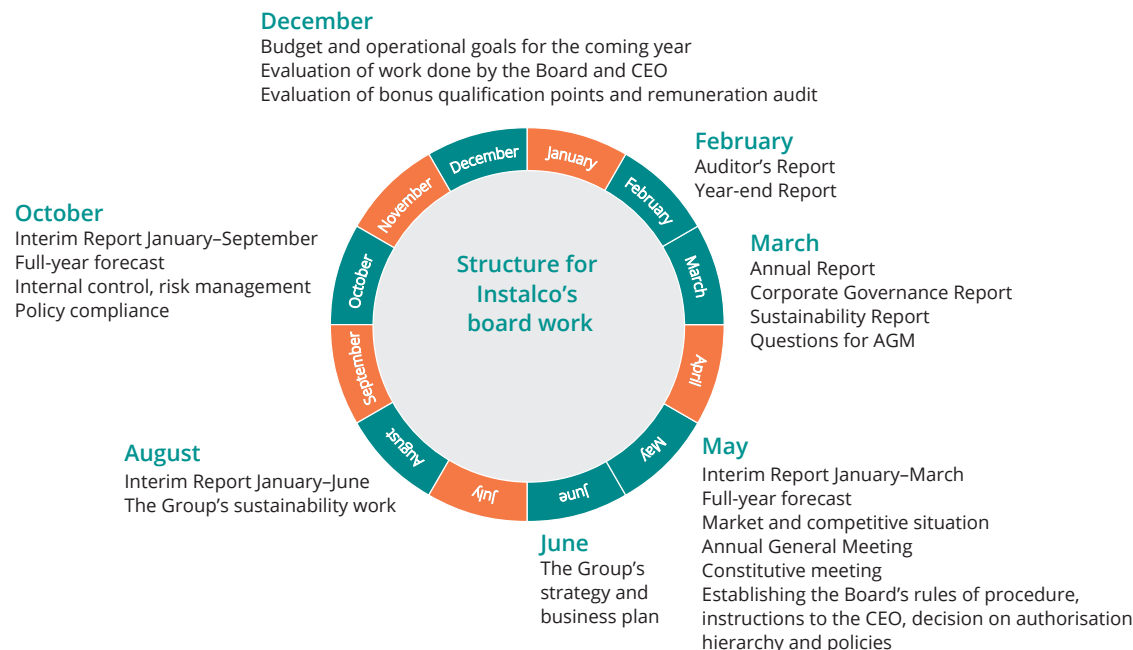 December
Budget and operational goals for the coming year
Evaluation of work done by the Board and CEO
Evaluation of bonus qualification points and remuneration audit
February
Auditor’s Report
Year-end Report
March
Annual Report
Corporate Governance Report
Sustainability Report
Questions for AGM
May
Interim Report January–March
Full-year forecast
Market and competitive situation
Annual General Meeting
Constitutive meeting
Establishing the Board’s rules of procedure,
instructions to the CEO, decision on authorisation
hierarchy and policies
June
The Group’s
strategy and
business plan
August
Interim Report January–June
The Group’s sustainability work
October
Interim Report January–September
Full-year forecast
Internal control, risk management
Policy compliance
Structure for
Instalco’s
board work
January
February
March
April
May
June
July
August
September
October
November
December